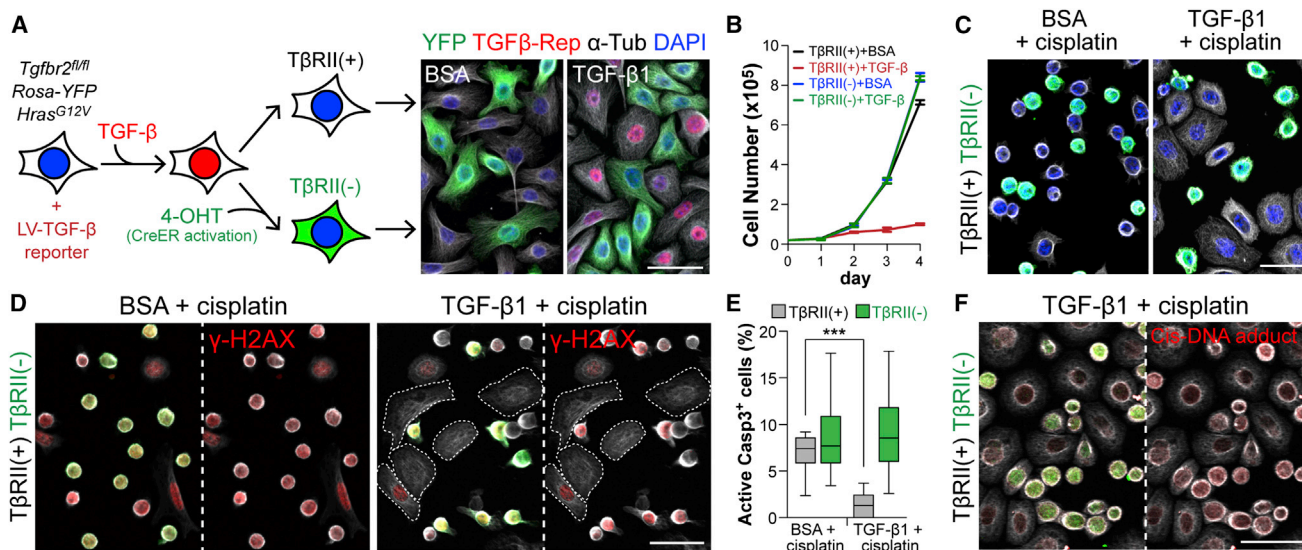 A
Tgfbr2fl/fl
Rosa-YFP
HrasG12V
TGF-β
+
LV-TGF-β
reporter
4-OHT
(CreER activation)
TβRII(+)
TβRII(-)
YFP TGFβ-Rep α-Tub DAPI
BSA
TGF-β1
B
Cell Number (x10⁵)
10
8
6
4
2
0
TβRII(+)+BSA
TβRII(+)+TGF-β
TβRII(-)+BSA
TβRII(-)+TGF-β
0 1 2 3 4
day
C
BSA
+ cisplatin
TGF-β1
+ cisplatin
TβRII(+) TβRII(-)
D
BSA + cisplatin
TGF-β1 + cisplatin
γ-H2AX
γ-H2AX
TβRII(+) TβRII(-)
E
TβRII(+) TβRII(-)
Active Casp3⁺ cells (%)
20
15
10
5
0
***
BSA +
cisplatin
TGF-β1 +
cisplatin
F
TGF-β1 + cisplatin
Cis-DNA adduct
TβRII(+) TβRII(-)